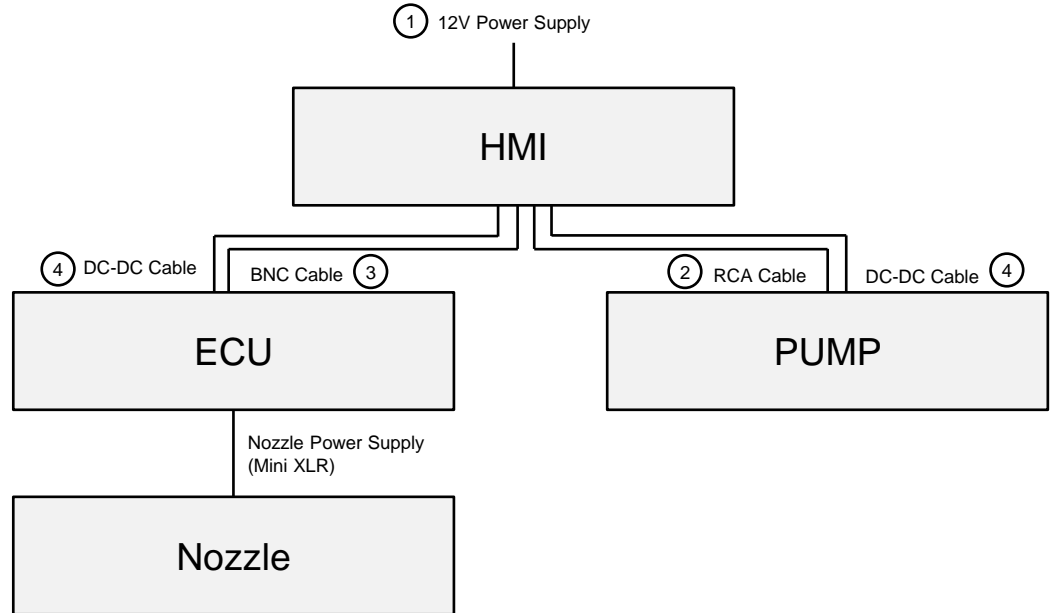 1 12V Power Supply
HMI
4 DC-DC Cable
BNC Cable 3
2 RCA Cable
DC-DC Cable 4
ECU
PUMP
Nozzle Power Supply
(Mini XLR)
Nozzle